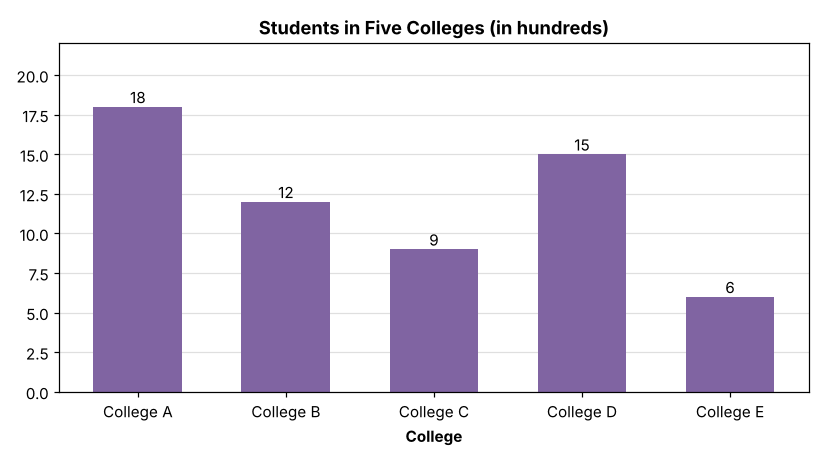 Students in Five Colleges (in hundreds)
20.0
17.5
15.0
12.5
10.0
7.5
5.0
2.5
0.0
18
12
9
15
6
College A
College B
College C
College D
College E
College